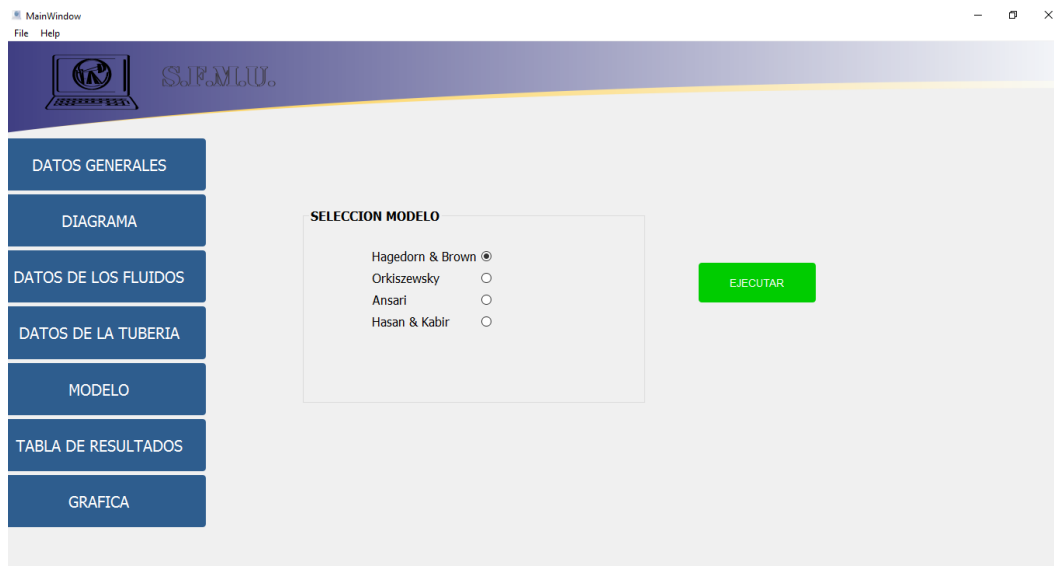 MainWindow
File Help
S.F.M.U.
DATOS GENERALES
DIAGRAMA
DATOS DE LOS FLUIDOS
DATOS DE LA TUBERIA
MODELO
TABLA DE RESULTADOS
GRAFICA
SELECCION MODELO
Hagedorn & Brown
Orkiszewsky
Ansari
Hasan & Kabir
EJECUTAR